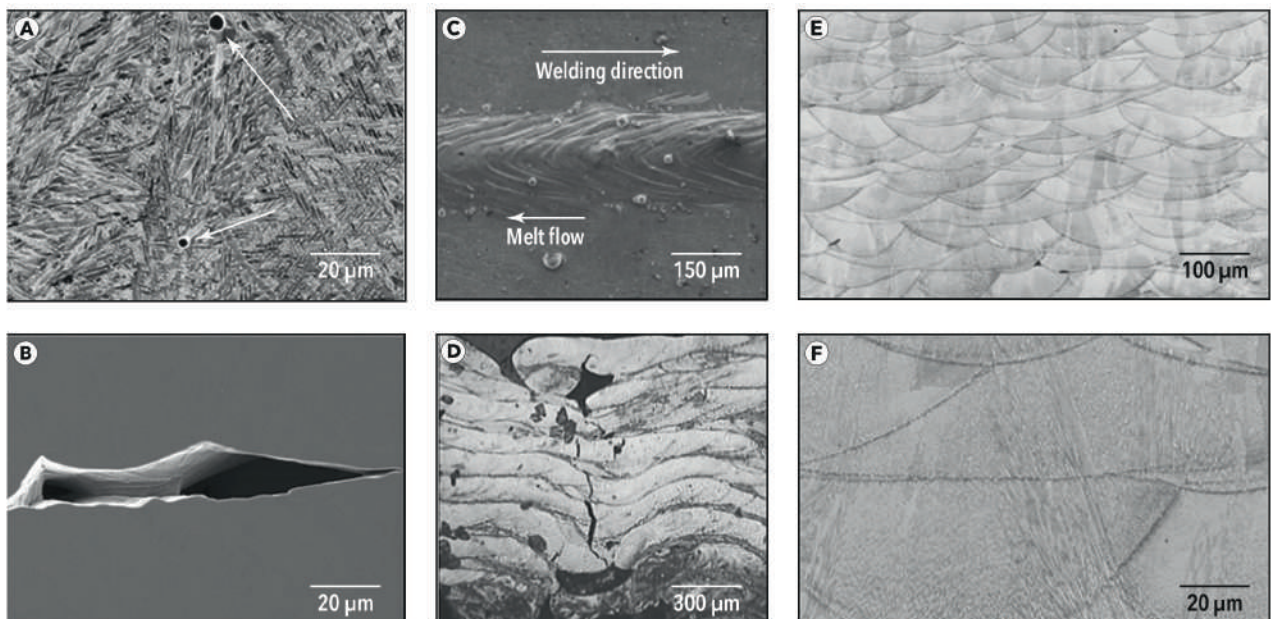 A
20 µm
B
20 µm
C
Welding direction
Melt flow
150 µm
D
300 µm
E
100 µm
F
20 µm